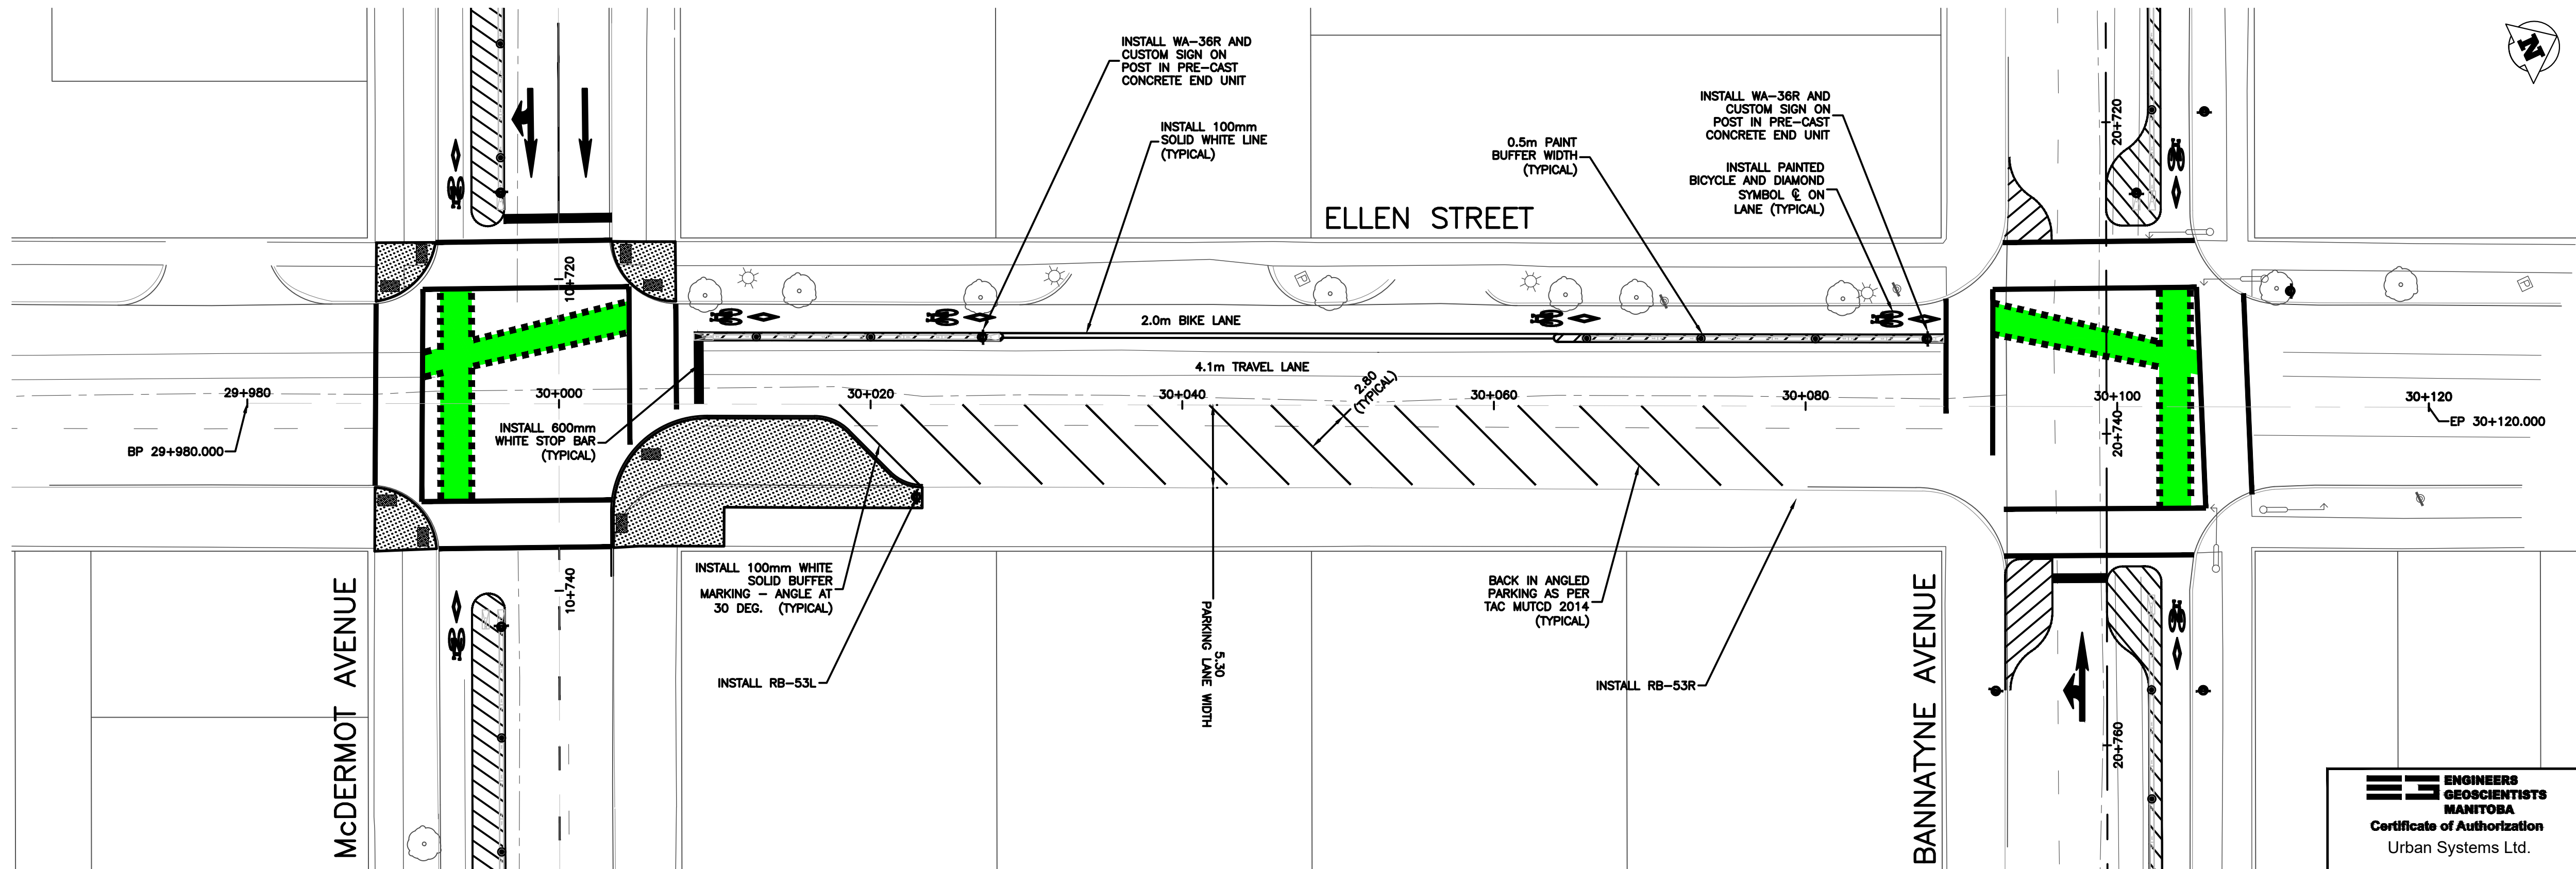 INSTALL WA-36R AND
CUSTOM SIGN ON
POST IN PRE-CAST
CONCRETE END UNIT
INSTALL 100mm
SOLID WHITE LINE
(TYPICAL)
0.5m PAINT
BUFFER WIDTH
(TYPICAL)
INSTALL WA-36R AND
CUSTOM SIGN ON
POST IN PRE-CAST
CONCRETE END UNIT
INSTALL PAINTED
BICYCLE AND DIAMOND
SYMBOL ℄ ON
LANE (TYPICAL)
N
ELLEN STREET
10+720
20+720
2.0m BIKE LANE
4.1m TRAVEL LANE
2.80
(TYPICAL)
29+980
30+000
30+020
30+040
30+060
30+080
30+100
30+120
20+740
BP 29+980.000
EP 30+120.000
INSTALL 600mm
WHITE STOP BAR
(TYPICAL)
INSTALL 100mm WHITE
SOLID BUFFER
MARKING – ANGLE AT
30 DEG. (TYPICAL)
INSTALL RB-53L
10+740
McDERMOT AVENUE
5.30
PARKING LANE WIDTH
BACK IN ANGLED
PARKING AS PER
TAC MUTCD 2014
(TYPICAL)
INSTALL RB-53R
BANNATYNE AVENUE
20+760
ENGINEERS
GEOSCIENTISTS
MANITOBA
Certificate of Authorization
Urban Systems Ltd.